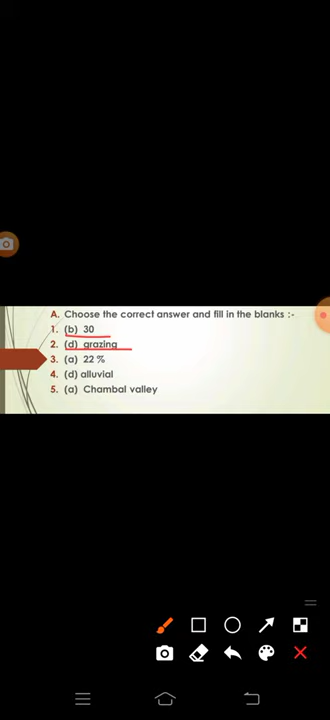 A. Choose the correct answer and fill in the blanks :-
1. (b) 30
2. (d) grazing
3. (a) 22 %
4. (d) alluvial
5. (a) Chambal valley